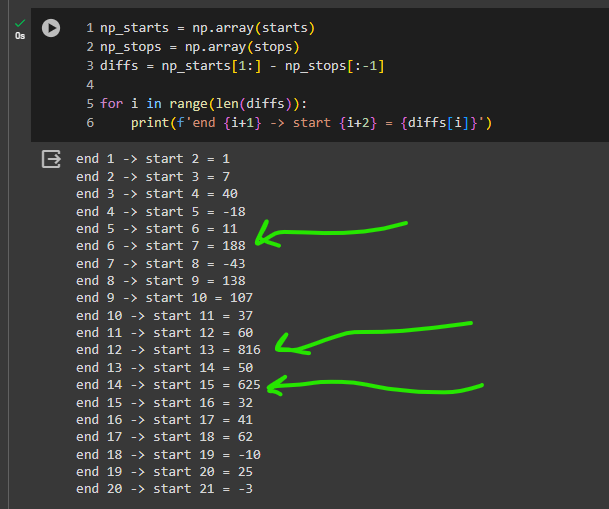 0s
1 np_starts = np.array(starts)
2 np_stops = np.array(stops)
3 diffs = np_starts[1:] - np_stops[:-1]
4
5 for i in range(len(diffs)):
6     print(f'end {i+1} -> start {i+2} = {diffs[i]}')
end 1 -> start 2 = 1
end 2 -> start 3 = 7
end 3 -> start 4 = 40
end 4 -> start 5 = -18
end 5 -> start 6 = 11
end 6 -> start 7 = 188
end 7 -> start 8 = -43
end 8 -> start 9 = 138
end 9 -> start 10 = 107
end 10 -> start 11 = 37
end 11 -> start 12 = 60
end 12 -> start 13 = 816
end 13 -> start 14 = 50
end 14 -> start 15 = 625
end 15 -> start 16 = 32
end 16 -> start 17 = 41
end 17 -> start 18 = 62
end 18 -> start 19 = -10
end 19 -> start 20 = 25
end 20 -> start 21 = -3